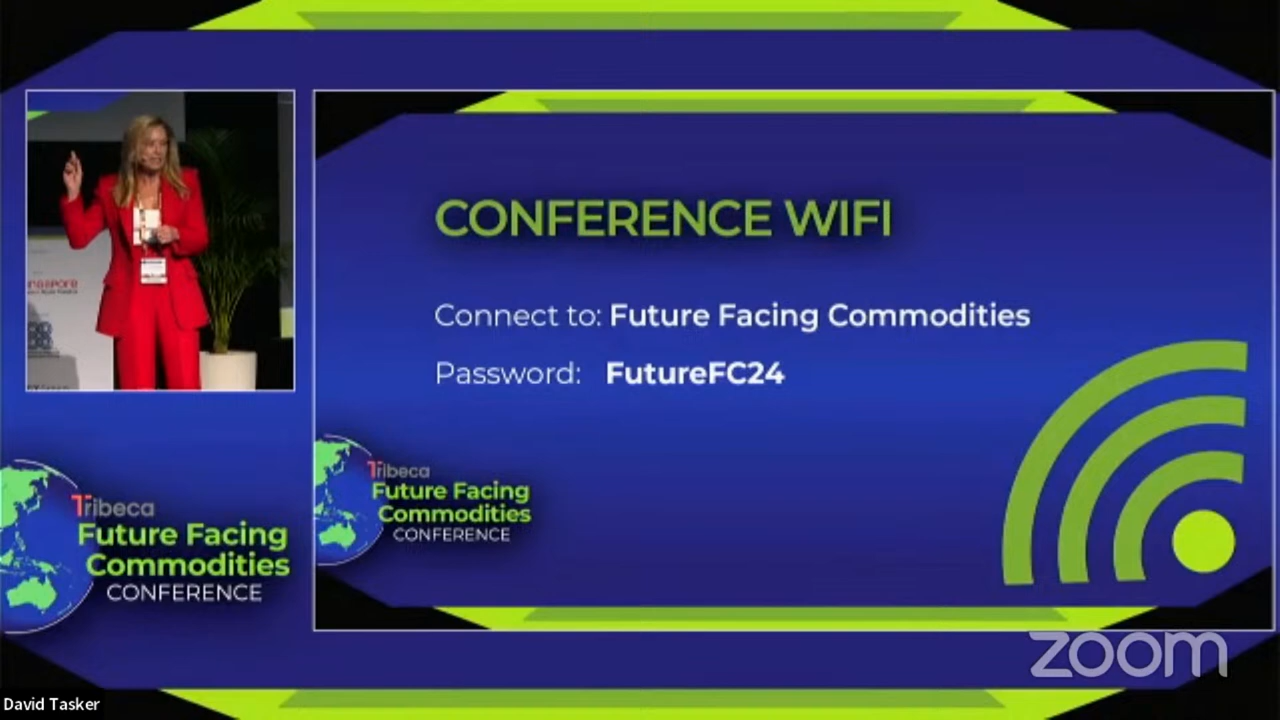 CONFERENCE WIFI
Connect to: Future Facing Commodities
Password: FutureFC24
Tribeca
Future Facing
Commodities
CONFERENCE
Tribeca
Future Facing
Commodities
CONFERENCE
zoom
David Tasker